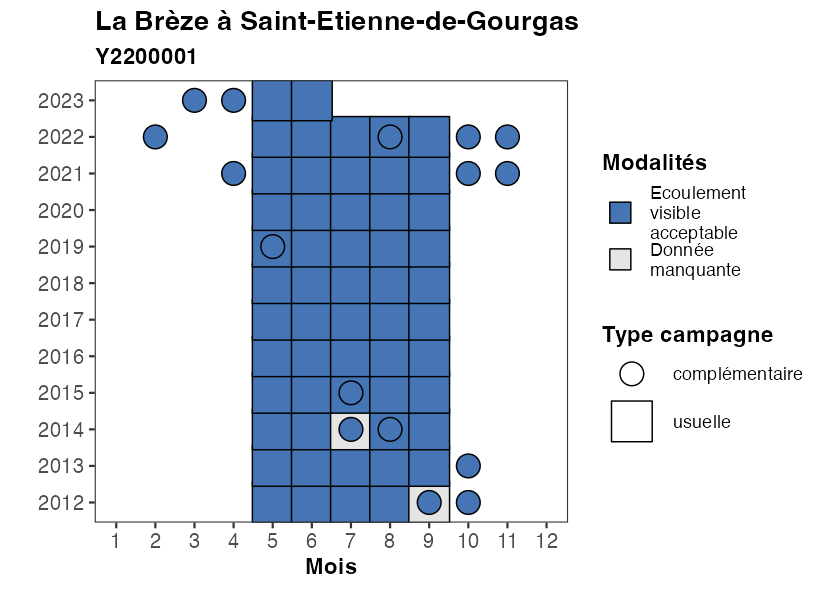 La Brèze à Saint-Etienne-de-Gourgas
Y2200001
2023
2022
2021
2020
2019
2018
2017
2016
2015
2014
2013
2012
1 2 3 4 5 6 7 8 9 10 11 12
Mois
Modalités
Ecoulement
visible
acceptable
Donnée
manquante
Type campagne
complémentaire
usuelle